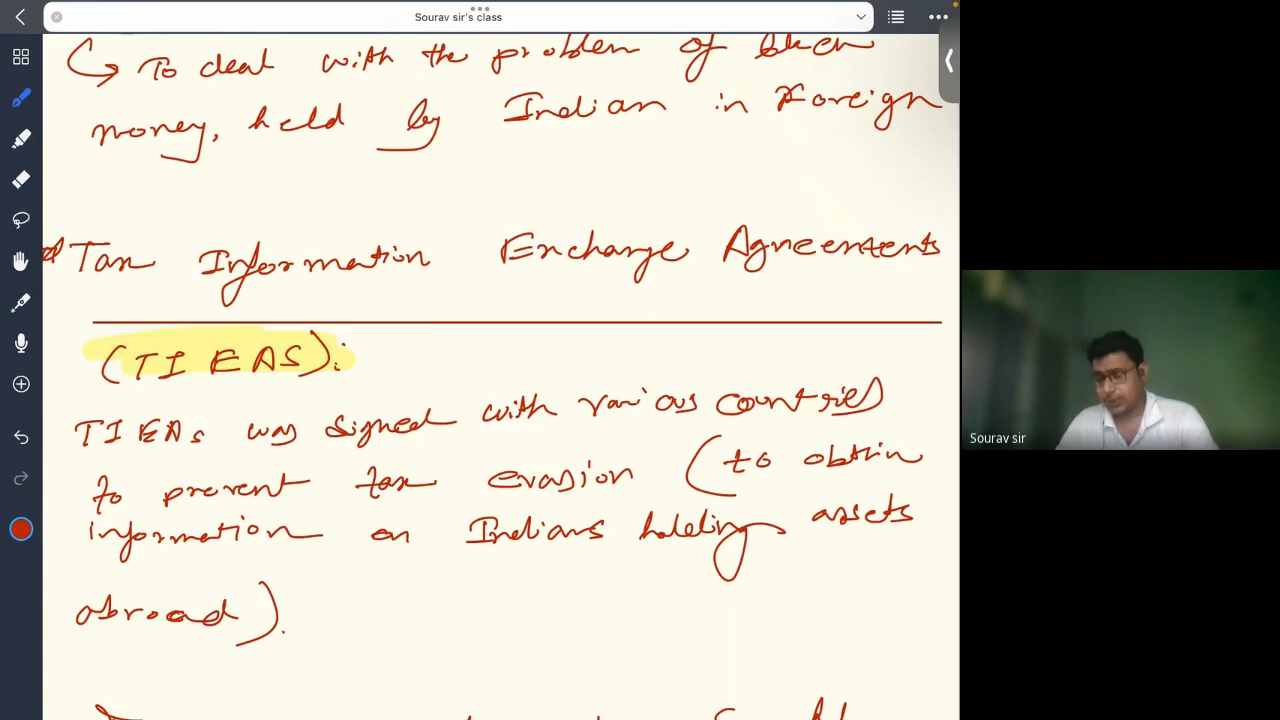 Sourav sir's class
To deal with the problem of
money, held by Indian in Foreign
Tax Information Exchange Agreements
(TIEAS):
TIEAs was signed with various countries
to prevent tax evasion (to obtain
information on Indians holding assets
abroad).
Sourav sir